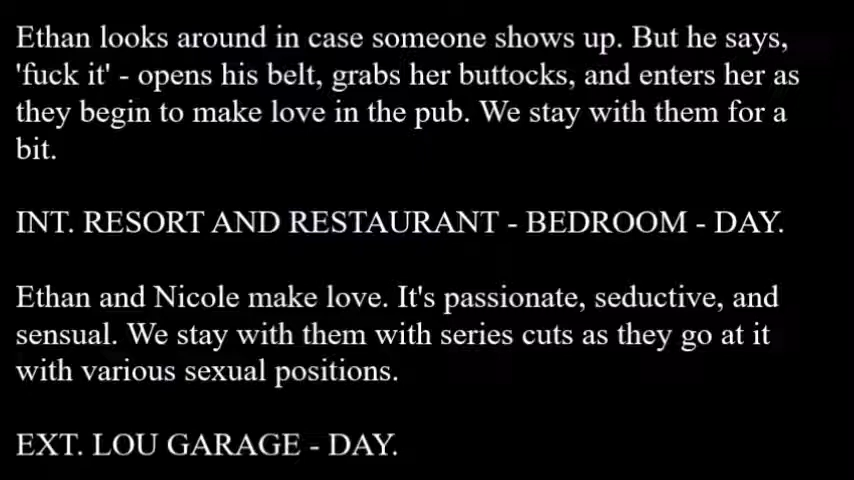 Ethan looks around in case someone shows up. But he says,
'fuck it' - opens his belt, grabs her buttocks, and enters her as
they begin to make love in the pub. We stay with them for a
bit.
INT. RESORT AND RESTAURANT - BEDROOM - DAY.
Ethan and Nicole make love. It's passionate, seductive, and
sensual. We stay with them with series cuts as they go at it
with various sexual positions.
EXT. LOU GARAGE - DAY.